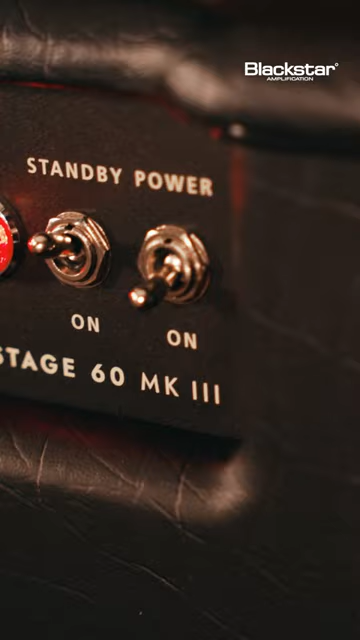 Blackstar
AMPLIFICATION
STANDBY POWER
ON
ON
STAGE 60 MK III